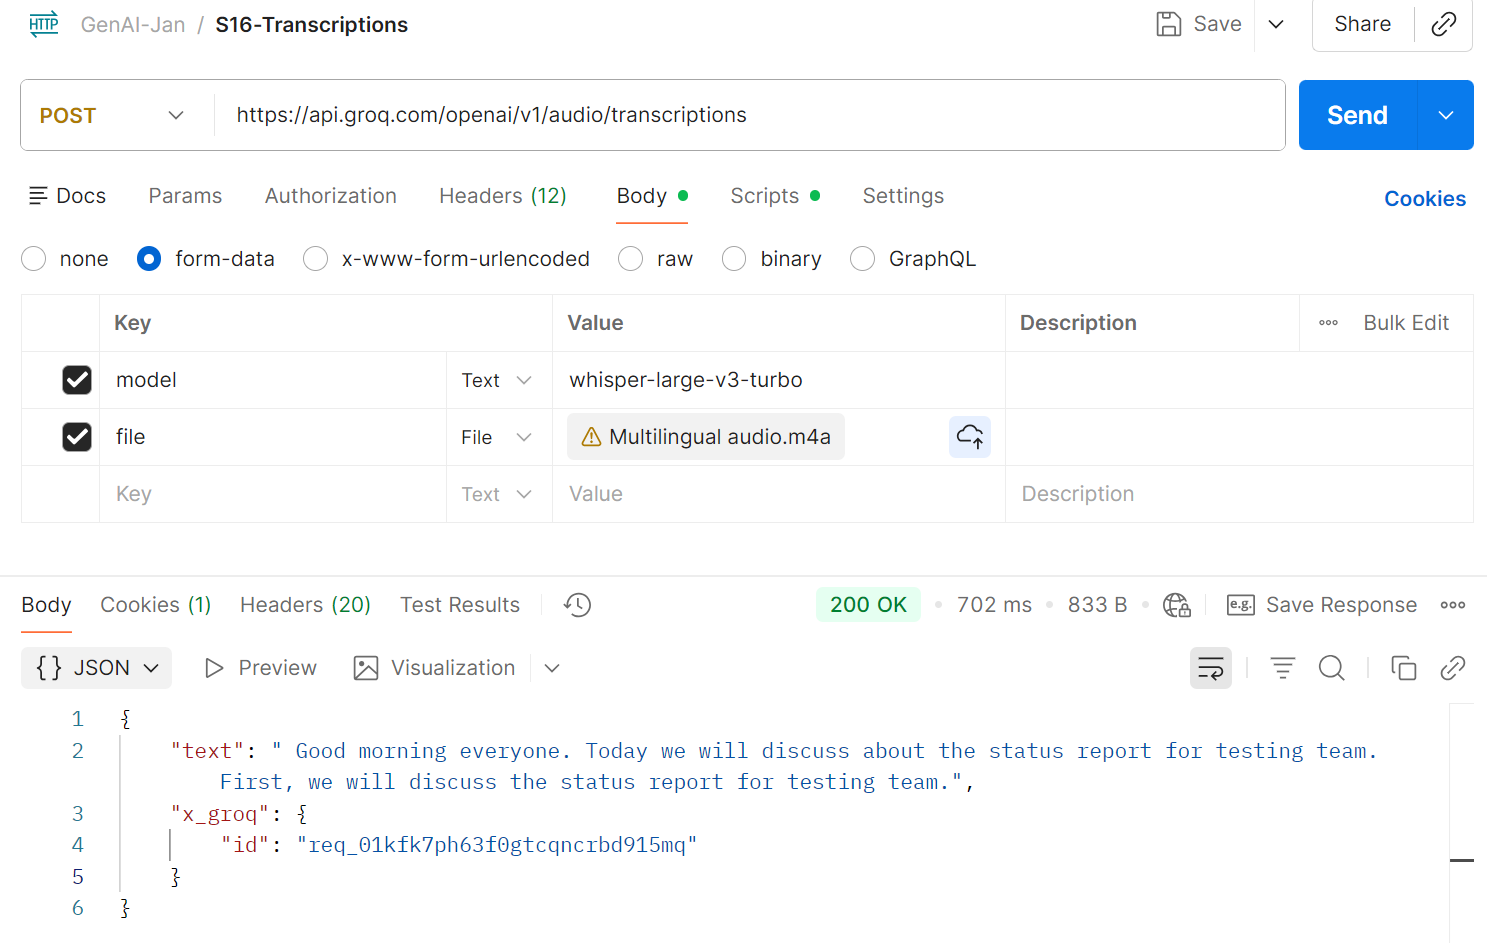 HTTP GenAI-Jan / S16-Transcriptions Save Share
POST https://api.groq.com/openai/v1/audio/transcriptions Send
Docs Params Authorization Headers (12) Body Scripts Settings Cookies
none form-data x-www-form-urlencoded raw binary GraphQL
Key Value Description Bulk Edit
model Text whisper-large-v3-turbo
file File Multilingual audio.m4a
Key Text Value Description
Body Cookies (1) Headers (20) Test Results 200 OK 702 ms 833 B e.g. Save Response
{} JSON Preview Visualization
1 {
2 "text": " Good morning everyone. Today we will discuss about the status report for testing team.
First, we will discuss the status report for testing team.",
3 "x_groq": {
4 "id": "req_01kfk7ph63f0gtcqncrbd915mq"
5 }
6 }